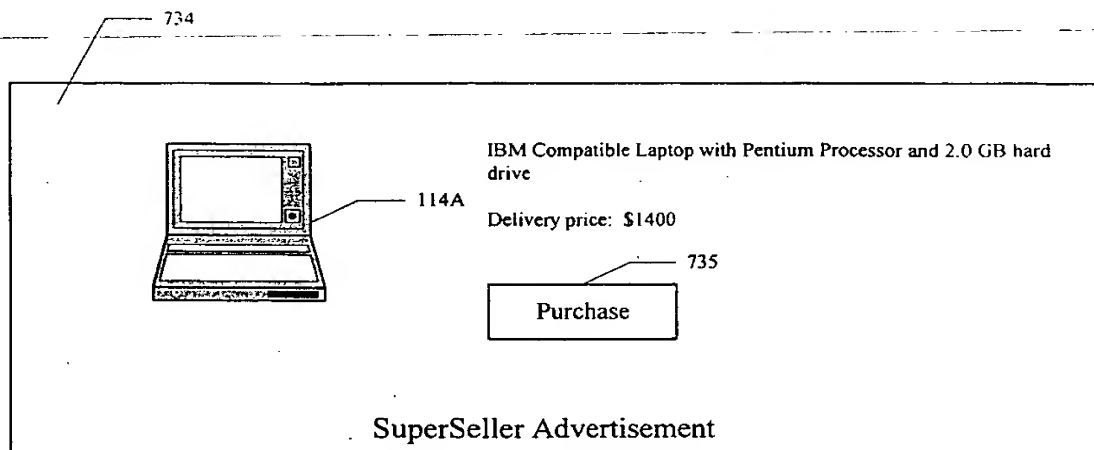 734
IBM Compatible Laptop with Pentium Processor and 2.0 GB hard
drive
114A
Delivery price: $1400
735
Purchase
SuperSeller Advertisement